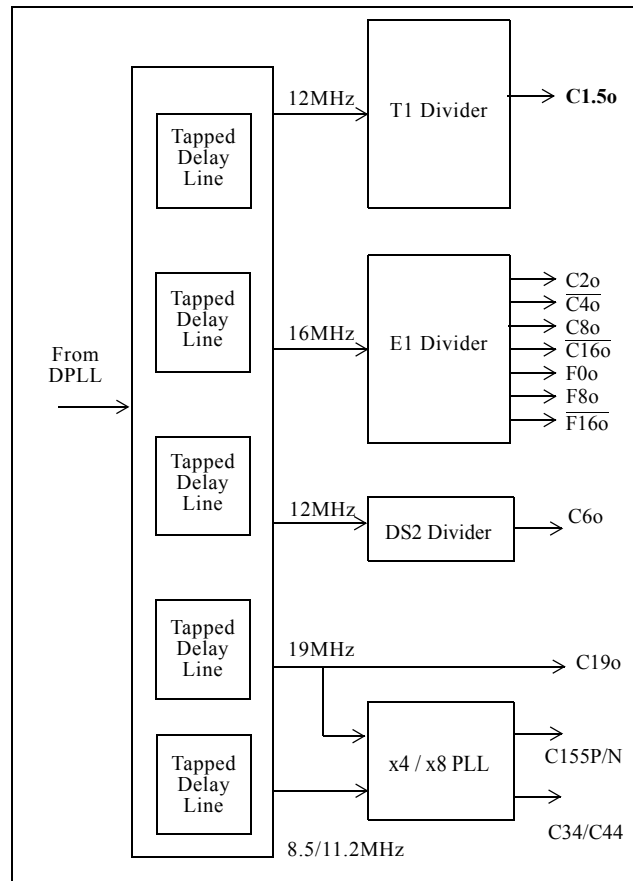 12MHz
T1 Divider
C1.5o
Tapped
Delay
Line
Tapped
Delay
Line
16MHz
E1 Divider
C2o
C4o
C8o
C16o
F0o
F8o
F16o
From
DPLL
Tapped
Delay
Line
12MHz
DS2 Divider
C6o
Tapped
Delay
Line
19MHz
C19o
Tapped
Delay
Line
x4 / x8 PLL
C155P/N
C34/C44
8.5/11.2MHz